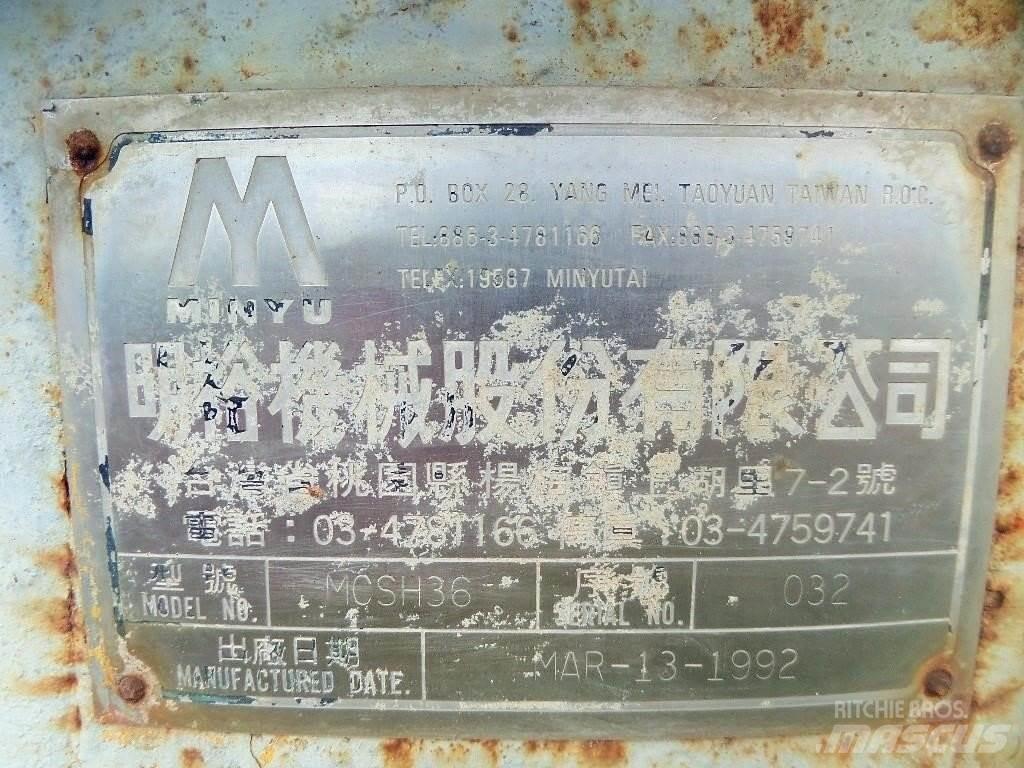 P.O. BOX 28, YANG MEI, TAOYUAN TAIWAN R.O.C.
TEL:886-3-4781166 FAX:886-3-4759741
TELEX:19587 MINYUTAI
MINYU
明裕機械股份有限公司
台灣省桃園縣楊梅鎮上湖里7-2號
電話:03-4781166 :03-4759741
型號 MODEL NO. MCSH36 序號 SERIAL NO. 032
出廠日期 MANUFACTURED DATE. MAR-13-1992
RITCHIE BROS.
MASCUS